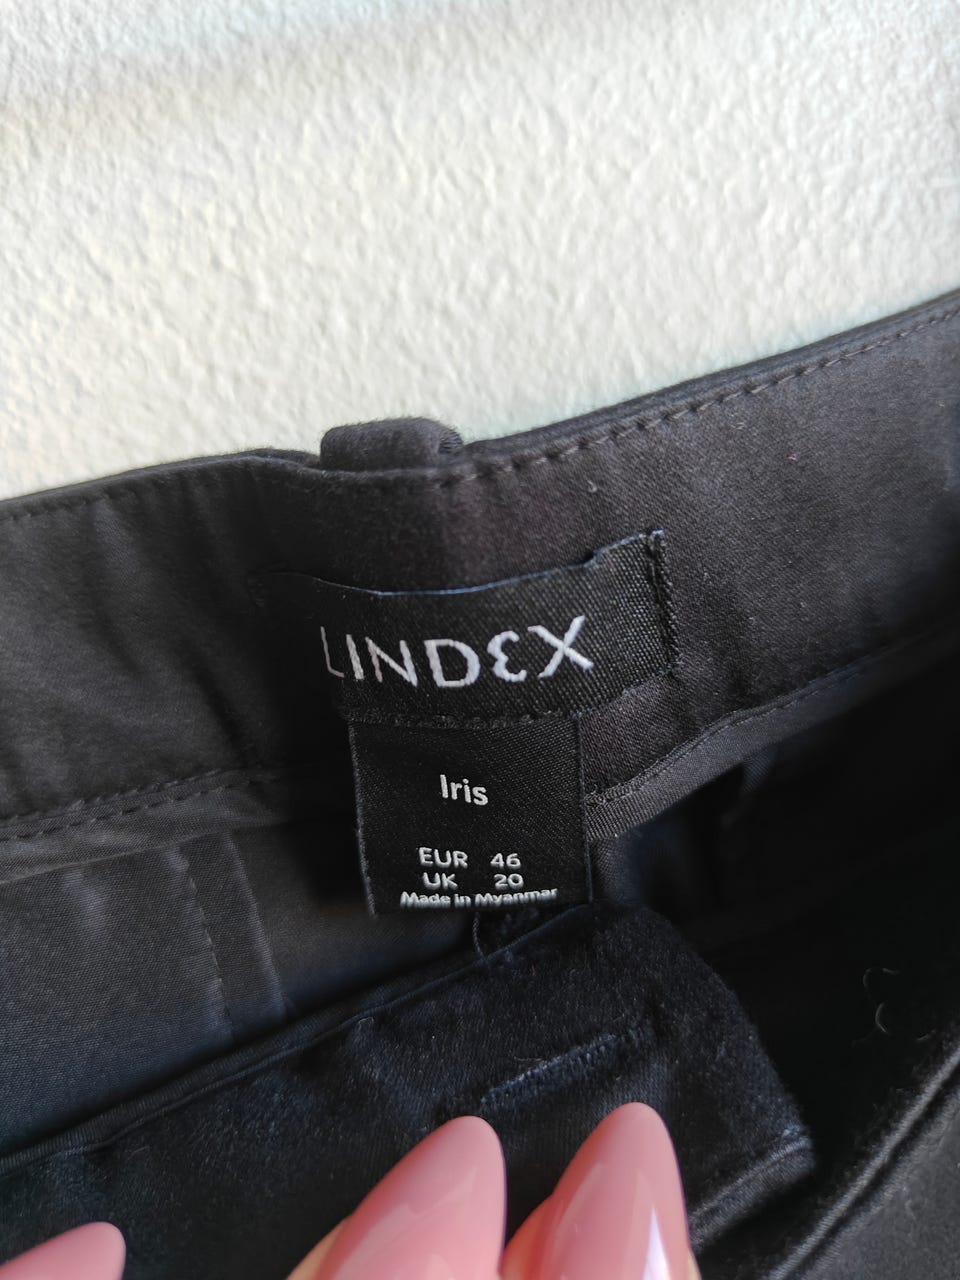 LINDEX
Iris
EUR 46
UK 20
Made in Myanmar